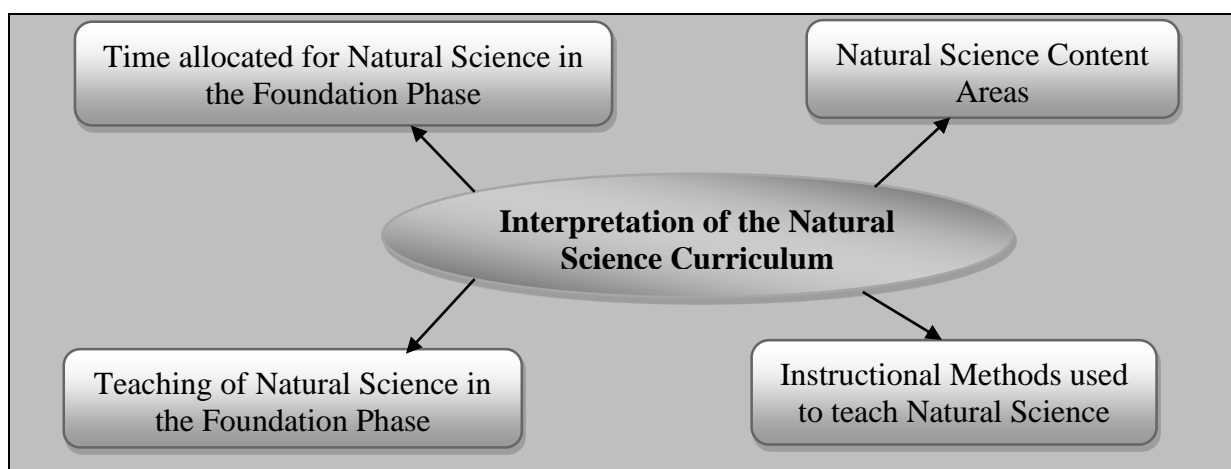 Time allocated for Natural Science in
the Foundation Phase
Natural Science Content
Areas
Interpretation of the Natural
Science Curriculum
Teaching of Natural Science in
the Foundation Phase
Instructional Methods used
to teach Natural Science